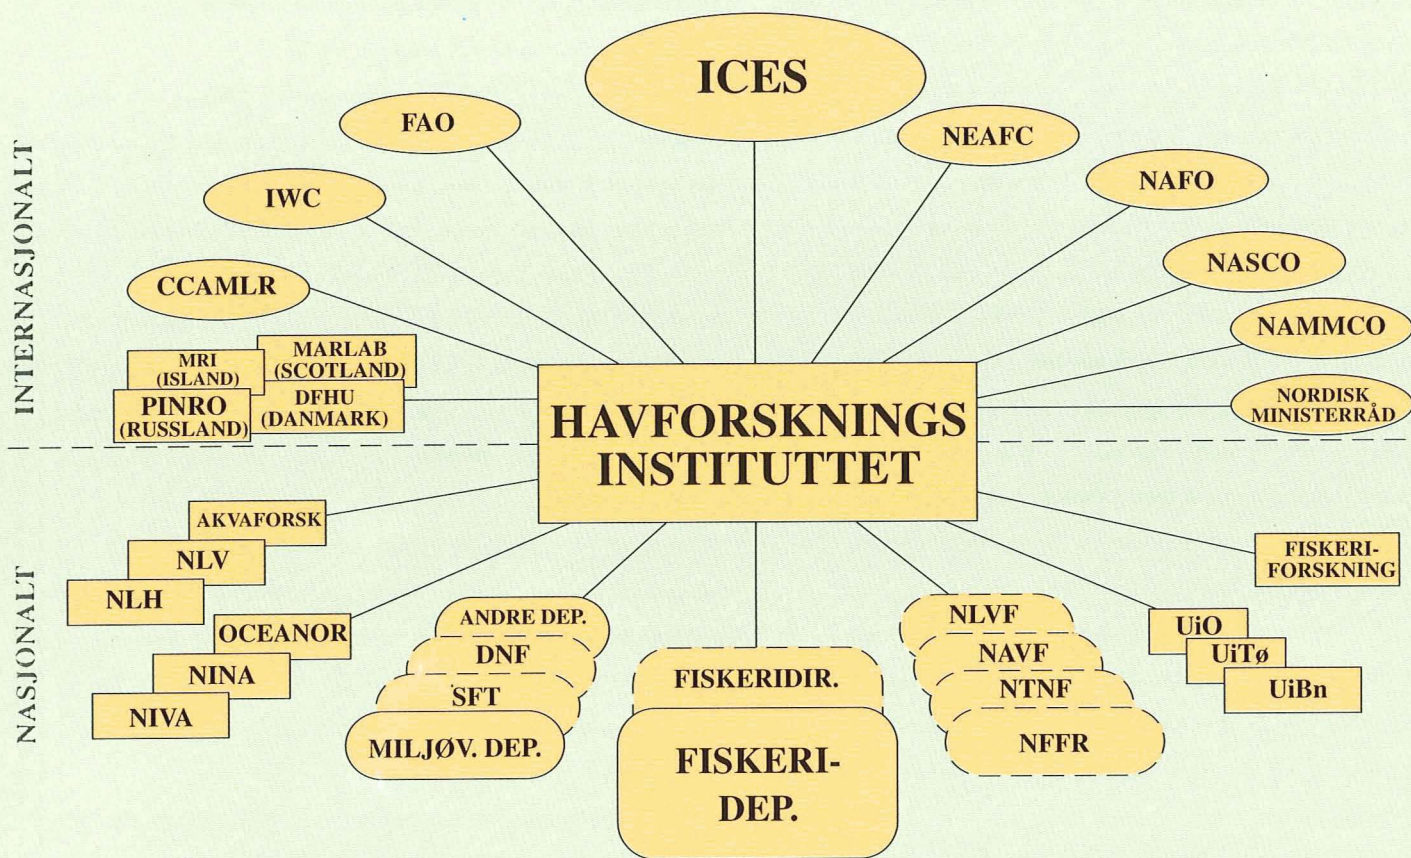 INTERNASJONALT
ICES
FAO
NEAFC
IWC
NAFO
CCAMLR
NASCO
NAMMCO
NORDISK
MINISTERRÅD
MRI
(ISLAND)
MARLAB
(SCOTLAND)
PINRO
(RUSSLAND)
DFHU
(DANMARK)
HAVFORSKNINGS
INSTITUTTET
NASJONALT
AKVAFORSK
NLV
NLH
OCEANOR
NINA
NIVA
ANDRE DEP.
DNF
SFT
MILJØV. DEP.
FISKERIDIR.
FISKERI-
DEP.
NLVF
NAVF
NTNF
NFFR
UiO
UiTø
UiBn
FISKERI-
FORSKNING